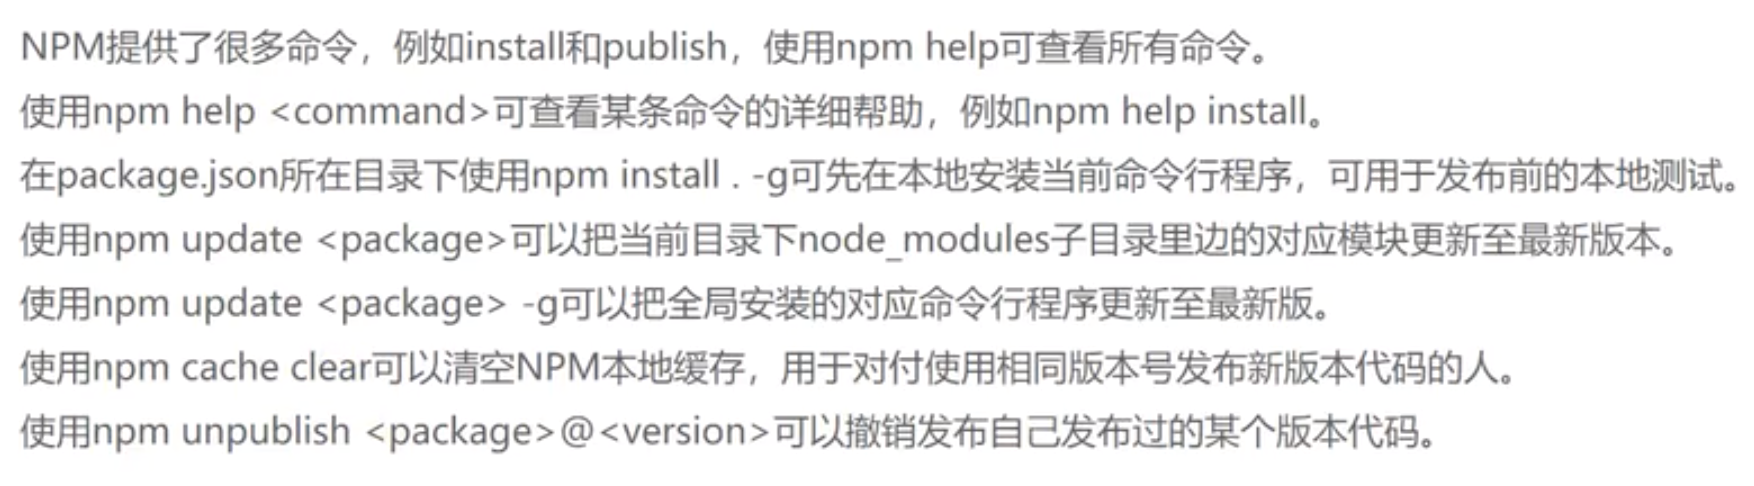 NPM提供了很多命令，例如install和publish，使用npm help可查看所有命令。
使用npm help <command>可查看某条命令的详细帮助，例如npm help install。
在package.json所在目录下使用npm install . -g可先在本地安装当前命令行程序，可用于发布前的本地测试。
使用npm update <package>可以把当前目录下node_modules子目录里边的对应模块更新至最新版本。
使用npm update <package> -g可以把全局安装的对应命令行程序更新至最新版。
使用npm cache clear可以清空NPM本地缓存，用于对付使用相同版本号发布新版本代码的人。
使用npm unpublish <package>@<version>可以撤销发布自己发布过的某个版本代码。